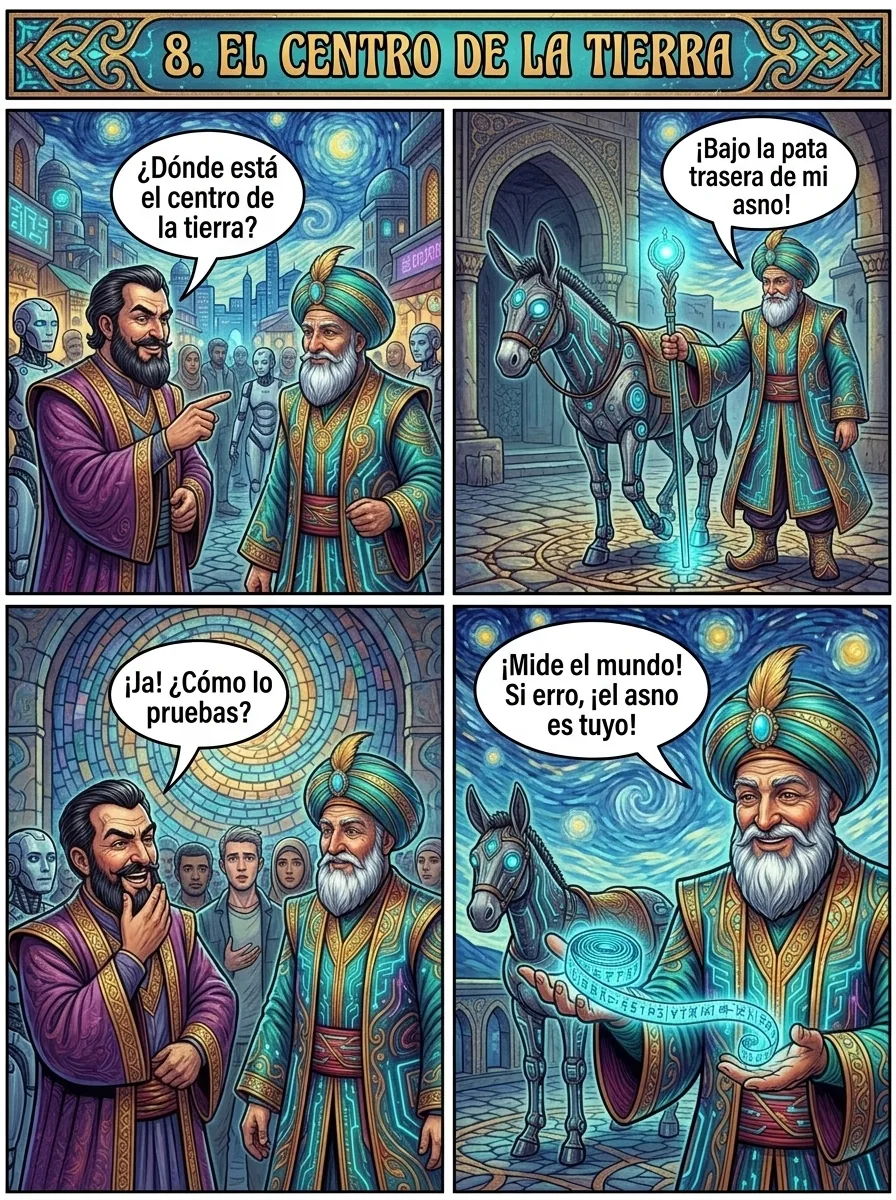 8. EL CENTRO DE LA TIERRA
¿Dónde está
el centro de
la tierra?
¡Bajo la pata
trasera de mi
asno!
¡Ja! ¿Cómo lo
pruebas?
¡Mide el mundo!
Si erro, ¡el asno
es tuyo!